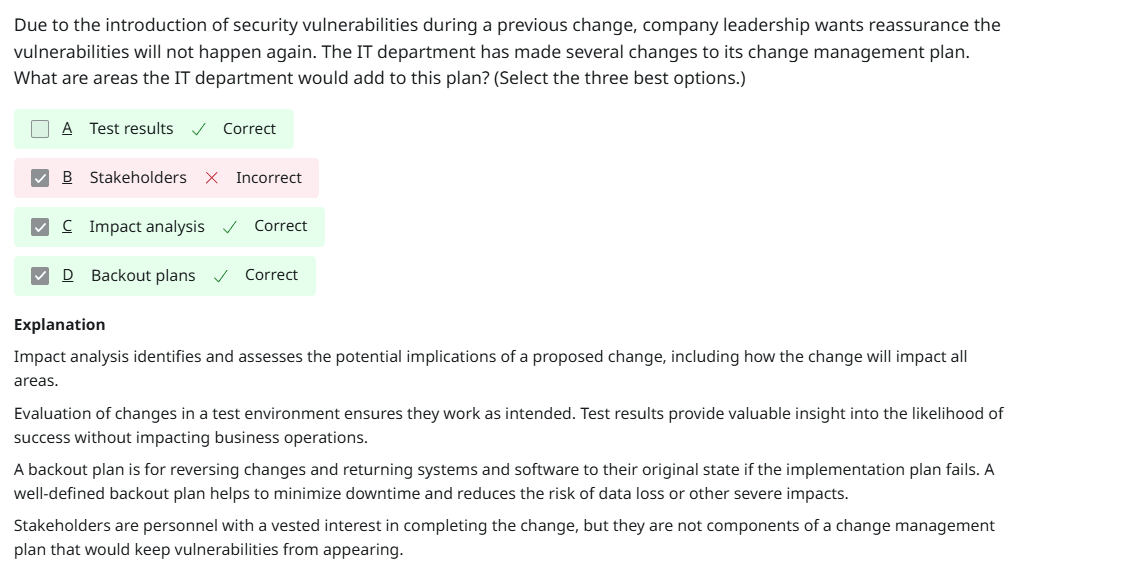 Due to the introduction of security vulnerabilities during a previous change, company leadership wants reassurance the
vulnerabilities will not happen again. The IT department has made several changes to its change management plan.
What are areas the IT department would add to this plan? (Select the three best options.)
A Test results ✓ Correct
B Stakeholders ✗ Incorrect
C Impact analysis ✓ Correct
D Backout plans ✓ Correct
Explanation
Impact analysis identifies and assesses the potential implications of a proposed change, including how the change will impact all
areas.
Evaluation of changes in a test environment ensures they work as intended. Test results provide valuable insight into the likelihood of
success without impacting business operations.
A backout plan is for reversing changes and returning systems and software to their original state if the implementation plan fails. A
well-defined backout plan helps to minimize downtime and reduces the risk of data loss or other severe impacts.
Stakeholders are personnel with a vested interest in completing the change, but they are not components of a change management
plan that would keep vulnerabilities from appearing.